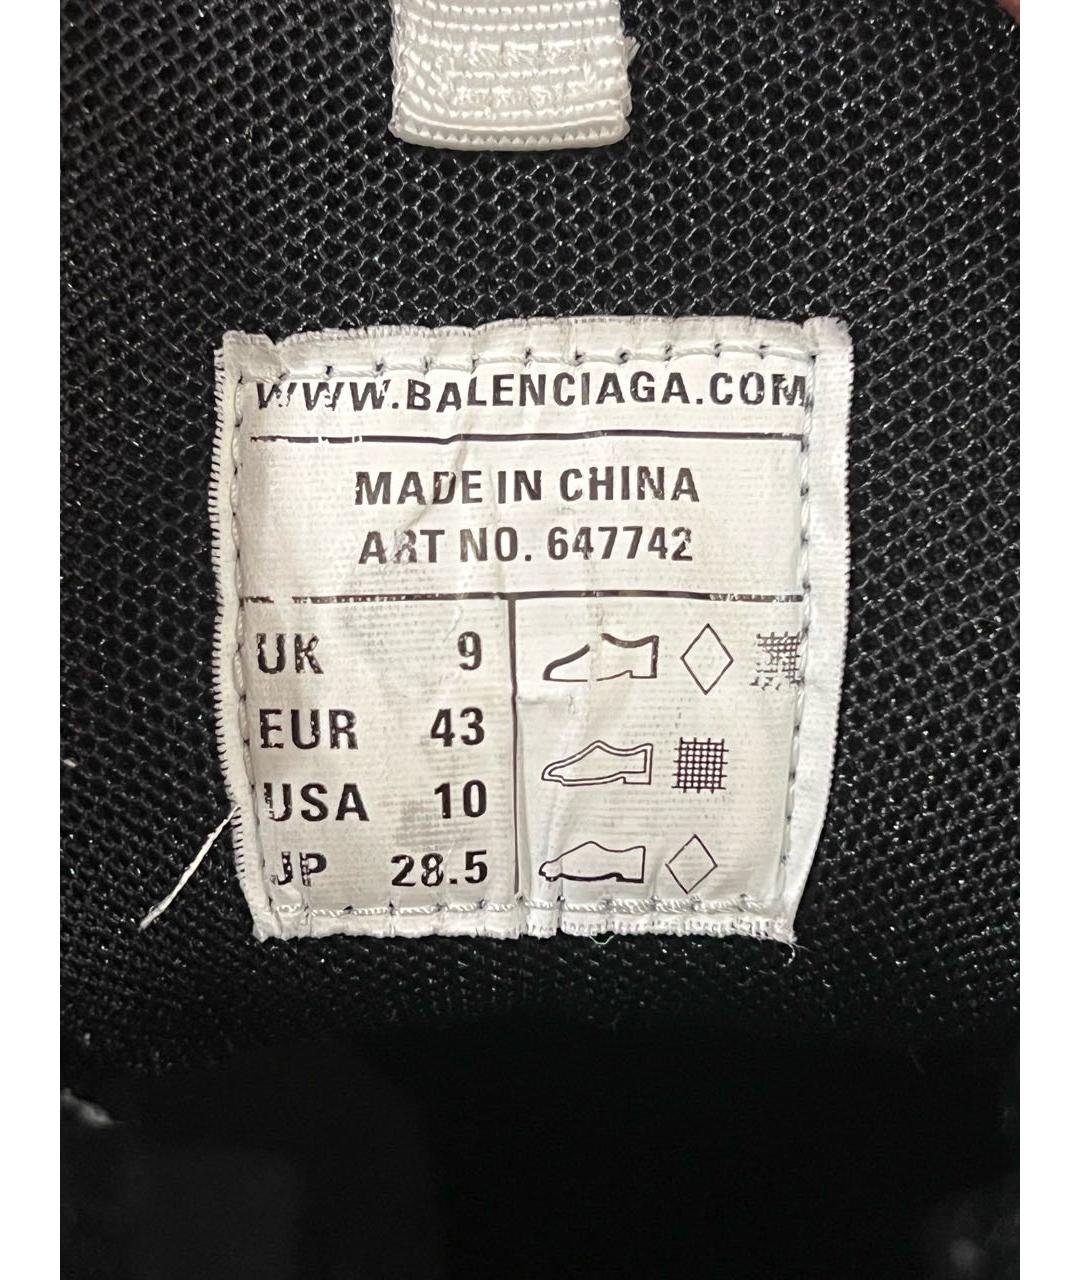 WWW.BALENCIAGA.COM
MADE IN CHINA
ART NO. 647742
UK 9
EUR 43
USA 10
JP 28.5